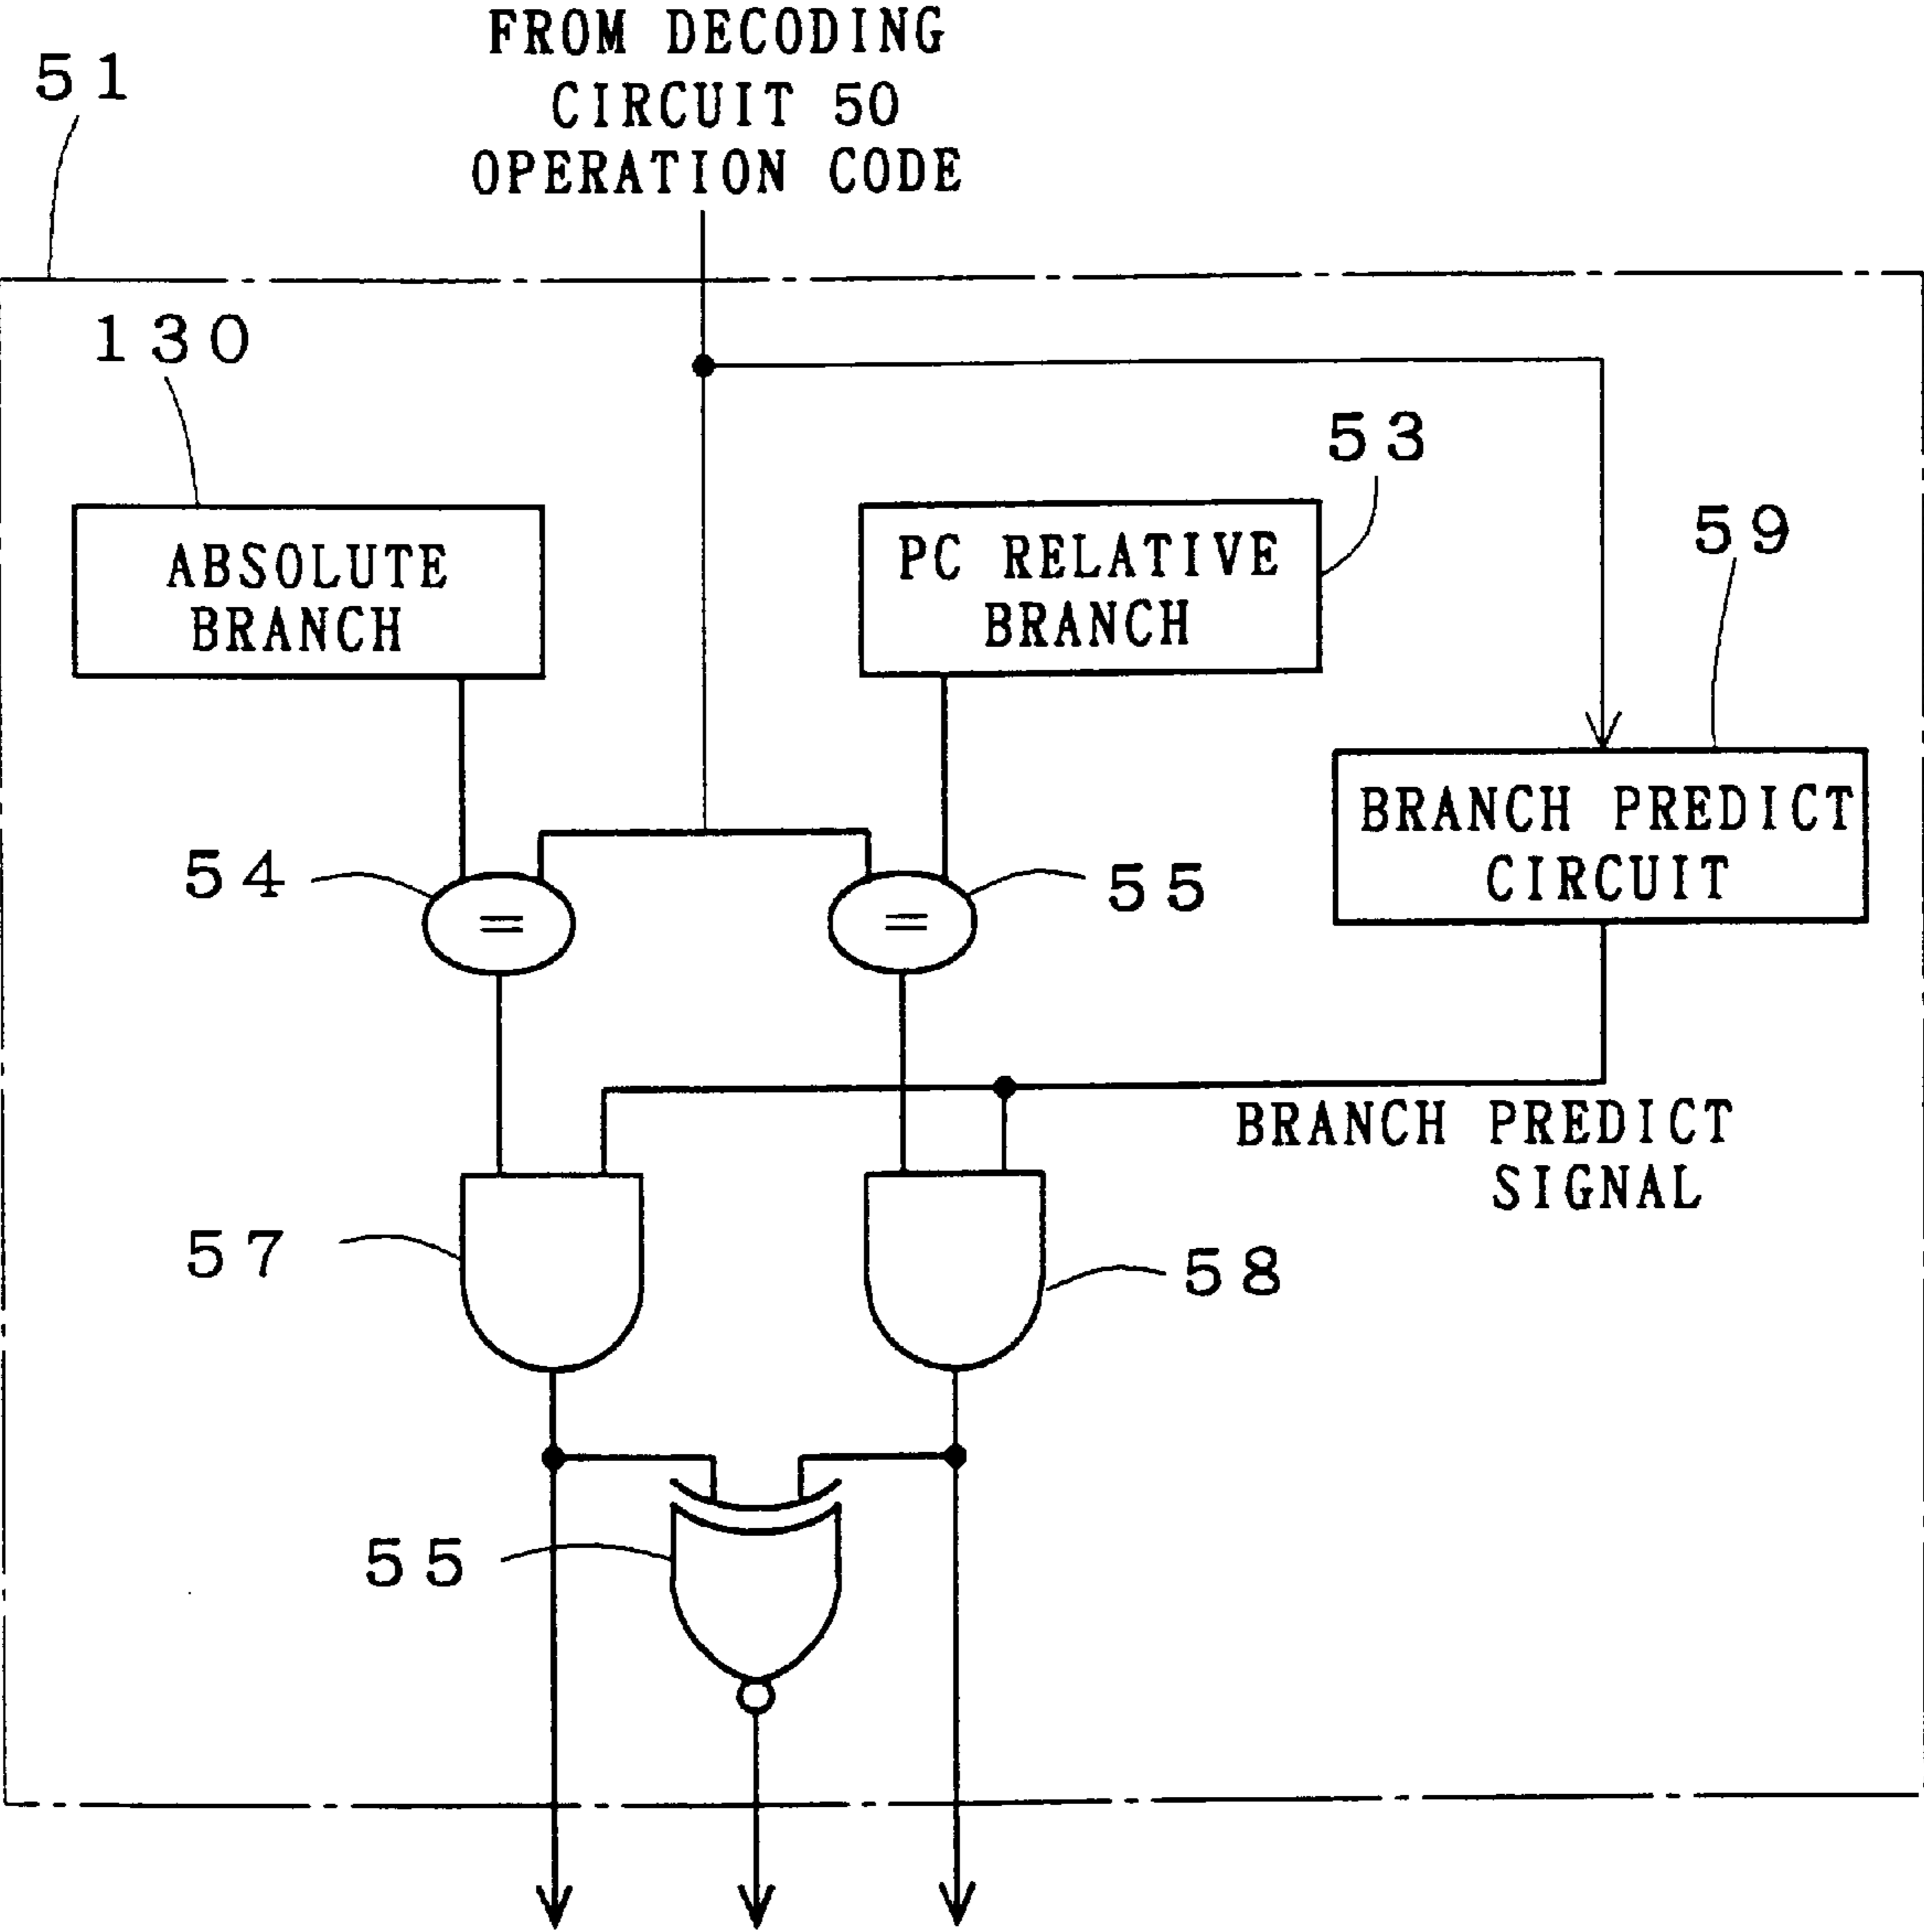 FROM DECODING
CIRCUIT 50
OPERATION CODE
51
130
53
59
ABSOLUTE
BRANCH
PC RELATIVE
BRANCH
BRANCH PREDICT
CIRCUIT
54
=
=
55
BRANCH PREDICT
SIGNAL
57
58
55